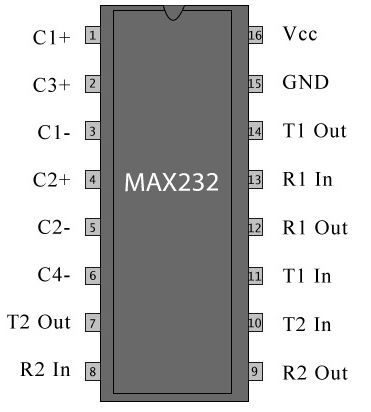 C1+ 1 16 Vcc
C3+ 2 15 GND
C1- 3 14 T1 Out
MAX232
C2+ 4 13 R1 In
C2- 5 12 R1 Out
C4- 6 11 T1 In
T2 Out 7 10 T2 In
R2 In 8 9 R2 Out